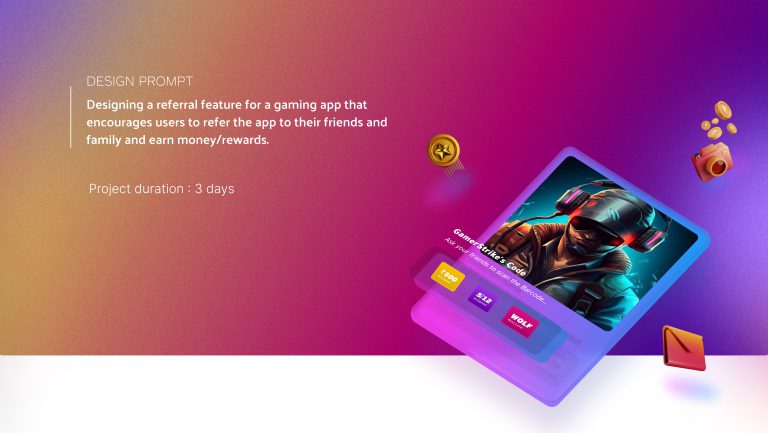 DESIGN PROMPT
Designing a referral feature for a gaming app that
encourages users to refer the app to their friends and
family and earn money/rewards.
Project duration : 3 days
GamerStrike's Code
Ask your friends to scan the Barcode...
₹500
512
WOLF